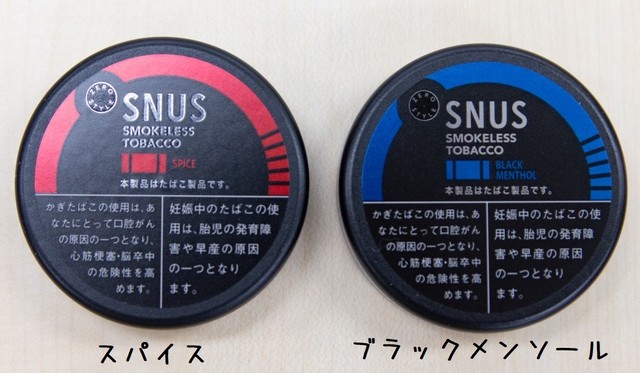 ZERO STYLE
SNUS
SMOKELESS
TOBACCO
SPICE
本製品はたばこ製品です。
かぎたばこの使用は、あ
なたにとって口腔がん
の原因の一つとなり、
心筋梗塞・脳卒中
の危険性を高
めます。
妊娠中のたばこの使
用は、胎児の発育障
害や早産の原因
の一つとなり
ます。
スパイス
ZERO STYLE
SNUS
SMOKELESS
TOBACCO
BLACK
MENTHOL
本製品はたばこ製品です。
かぎたばこの使用は、あ
なたにとって口腔がん
の原因の一つとなり、
心筋梗塞・脳卒中
の危険性を高
めます。
妊娠中のたばこの使
用は、胎児の発育障
害や早産の原因
の一つとなり
ます。
ブラックメンソール